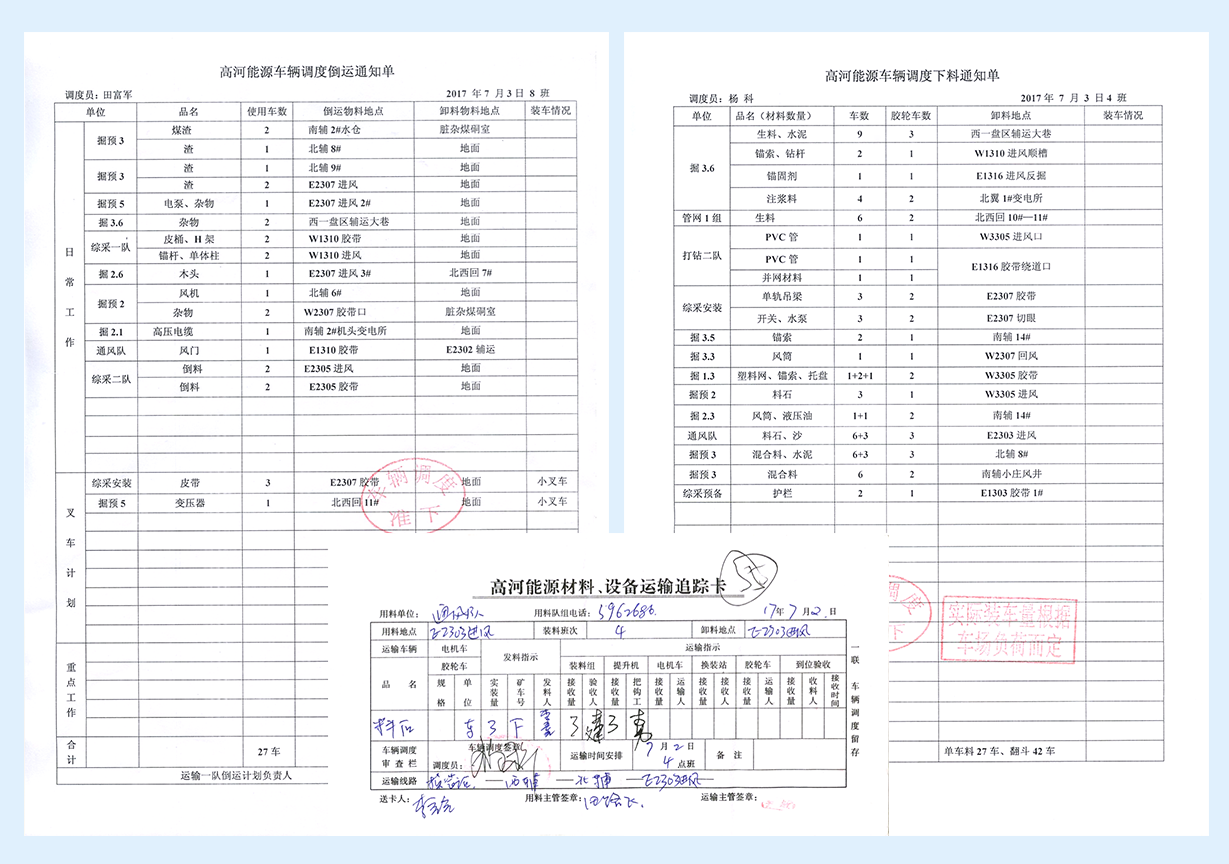 高河能源车辆调度倒运通知单
调度员：田富军 2017 年 7 月 3 日 8 班
单位 品名 使用车数 倒运物料地点 卸料物料地点 装车情况
日常工作
掘预 3 煤渣 2 南辅 2#水仓 脏杂煤硐室
渣 1 北辅 8# 地面
掘预 3 渣 1 北辅 9# 地面
渣 2 E2307 进风 地面
掘预 5 电泵、杂物 1 E2307 进风 2# 地面
掘 3.6 杂物 2 西一盘区辅运大巷 地面
综采一队 皮桶、H 架 2 W1310 胶带 地面
锚杆、单体柱 2 W1310 进风 地面
掘 2.6 木头 1 E2307 进风 3# 北西回 7#
掘预 2 风机 1 北辅 6# 地面
杂物 2 W2307 胶带口 脏杂煤硐室
掘 2.1 高压电缆 1 南辅 2#机头变电所 地面
通风队 风门 1 E1310 胶带 E2302 辅运
综采二队 倒料 2 E2305 进风 地面
倒料 2 E2305 胶带 地面
叉车计划
综采安装 皮带 3 E2307 胶带 地面 小叉车
掘预 5 变压器 1 北西回 11# 地面 小叉车
车辆调度
准下
重点工作
合计 27 车
运输一队倒运计划负责人
高河能源车辆调度下料通知单
调度员：杨 科 2017 年 7 月 3 日 4 班
单位 品名（材料数量） 车数 胶轮车数 卸料地点 装车情况
掘 3.6 生料、水泥 9 3 西一盘区辅运大巷
锚索、钻杆 2 1 W1310 进风顺槽
锚固剂 1 1 E1316 进风反掘
注浆料 4 2 北翼 1#变电所
管网 1 组 生料 6 2 北西回 10#—11#
打钻二队 PVC 管 1 1 W3305 进风口
PVC 管 1 1 E1316 胶带绕道口
井网材料 1 1
综采安装 单轨吊梁 3 2 E2307 胶带
开关、水泵 3 2 E2307 切眼
掘 3.5 锚索 2 1 南辅 14#
掘 3.3 风筒 1 1 W2307 回风
掘 1.3 塑料网、锚索、托盘 1+2+1 2 W3305 胶带
掘预 2 料石 3 1 W3305 进风
掘 2.3 风筒、液压油 1+1 2 南辅 14#
通风队 料石、沙 6+3 3 E2303 进风
掘预 3 混合料、水泥 6+3 3 北辅 8#
掘预 3 混合料 6 2 南辅小庄风井
综采预备 护栏 2 1 E1303 胶带 1#
调度
下
实际装车量根据
车场负荷而定
单车料 27 车、翻斗 42 车
高河能源材料、设备运输追踪卡
用料单位：通风队 用料队组电话：5962686. 17年 7 月 2 日
用料地点 E2303进风 装料班次 4 卸料地点 E2303进风
运输车辆 电机车 发料指示 运输指示
胶轮车 装料组 提升机 电机车 换装站 胶轮车 到位验收
品名 规格 单位 实装量 矿车号 发料人 接收量 验收人 接收量 把钩工 接收量 运输人 接收量 接收人 接收量 运输人 接收量 收料人 接收时间
料石 车 3 下 3 3
车辆调度审查栏 车辆调度签章 调度员： 运输时间安排 7 月 2 日 4 点班 备 注
运输线路 — 西辅 — 北辅 — E2303进风
送卡人： 用料主管签章： 运输主管签章：
一联 车辆调度留存